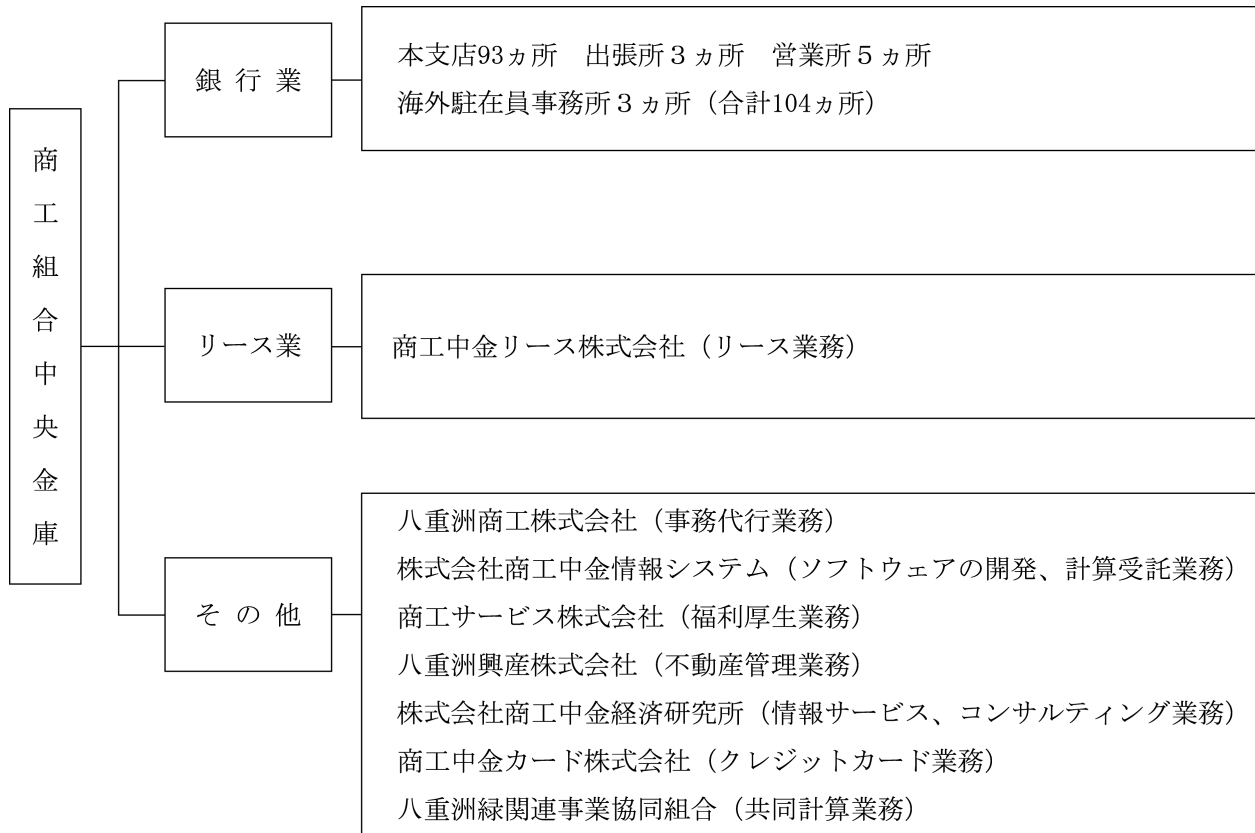 商工組合中央金庫
銀行業
本支店93ヵ所　出張所３ヵ所　営業所５ヵ所
海外駐在員事務所３ヵ所（合計104ヵ所）
リース業
商工中金リース株式会社（リース業務）
その他
八重洲商工株式会社（事務代行業務）
株式会社商工中金情報システム（ソフトウェアの開発、計算受託業務）
商工サービス株式会社（福利厚生業務）
八重洲興産株式会社（不動産管理業務）
株式会社商工中金経済研究所（情報サービス、コンサルティング業務）
商工中金カード株式会社（クレジットカード業務）
八重洲緑関連事業協同組合（共同計算業務）